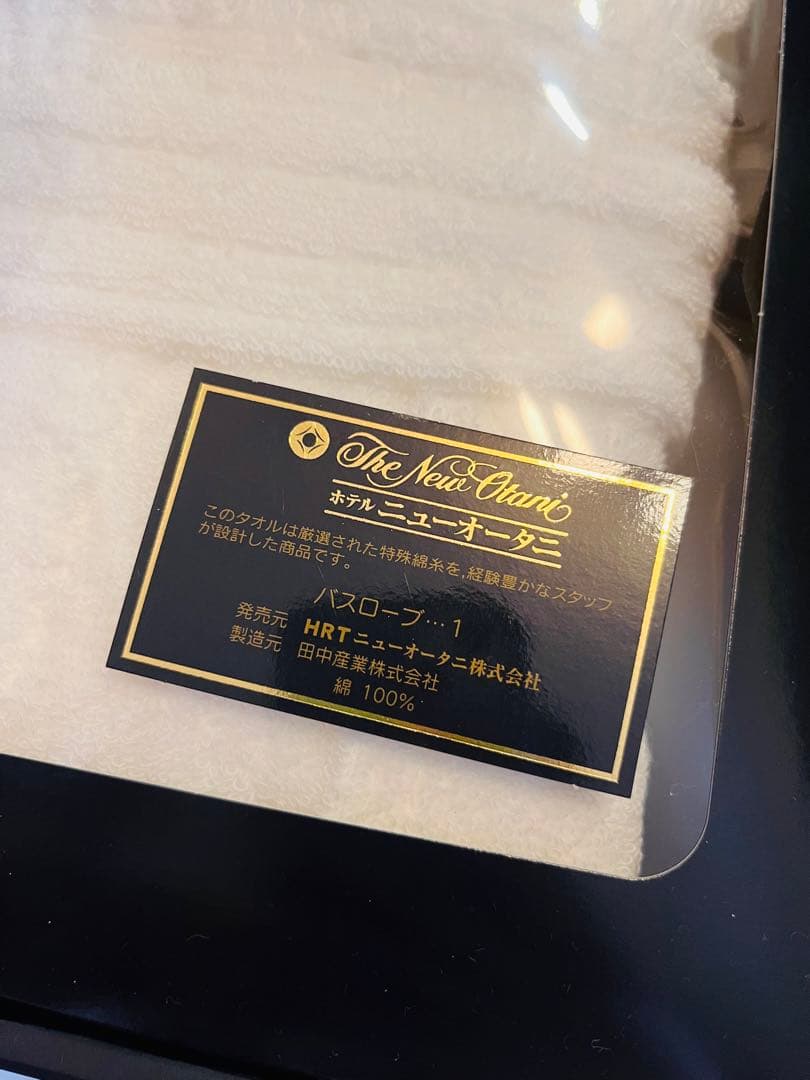 The New Otani
ホテル ニューオータニ
このタオルは厳選された特殊綿糸を,経験豊かなスタッフ
が設計した商品です。
バスローブ…1
発売元 HRTニューオータニ株式会社
製造元 田中産業株式会社
綿 100%